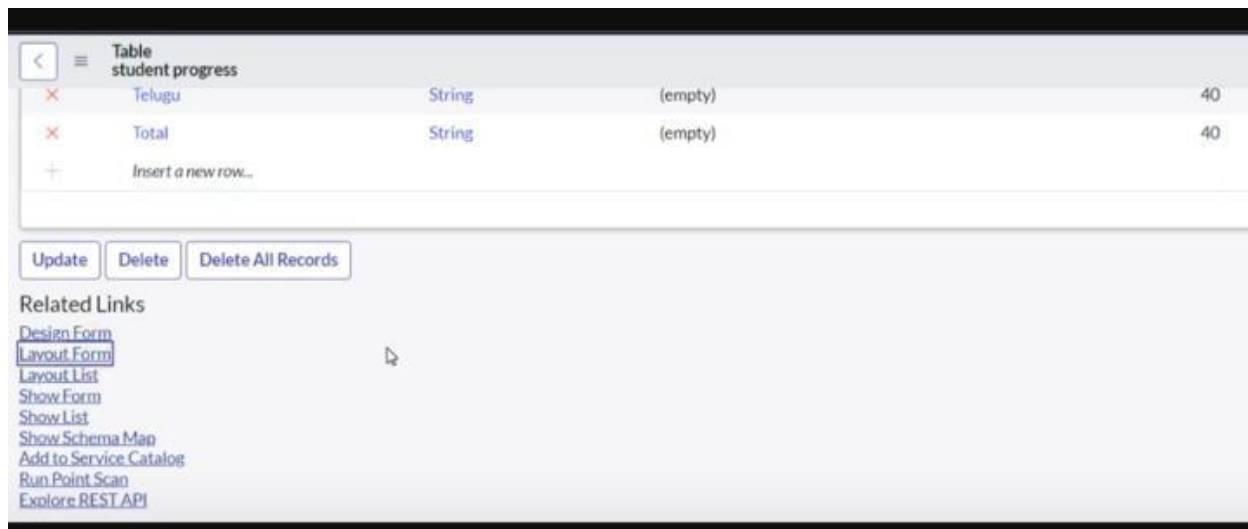 Table
student progress
Telugu String (empty) 40
Total String (empty) 40
Insert a new row...
Update Delete Delete All Records
Related Links
Design Form
Layout Form
Layout List
Show Form
Show List
Show Schema Map
Add to Service Catalog
Run Point Scan
Explore REST API